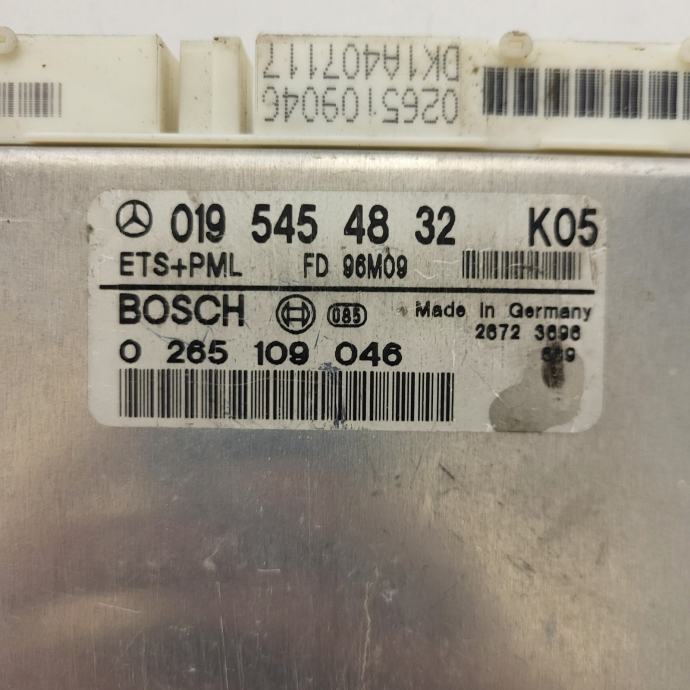 0265109046
DK1A407117
019 545 48 32 K05
ETS+PML FD 96M09
BOSCH 085 Made in Germany
2672 3696
0 265 109 046